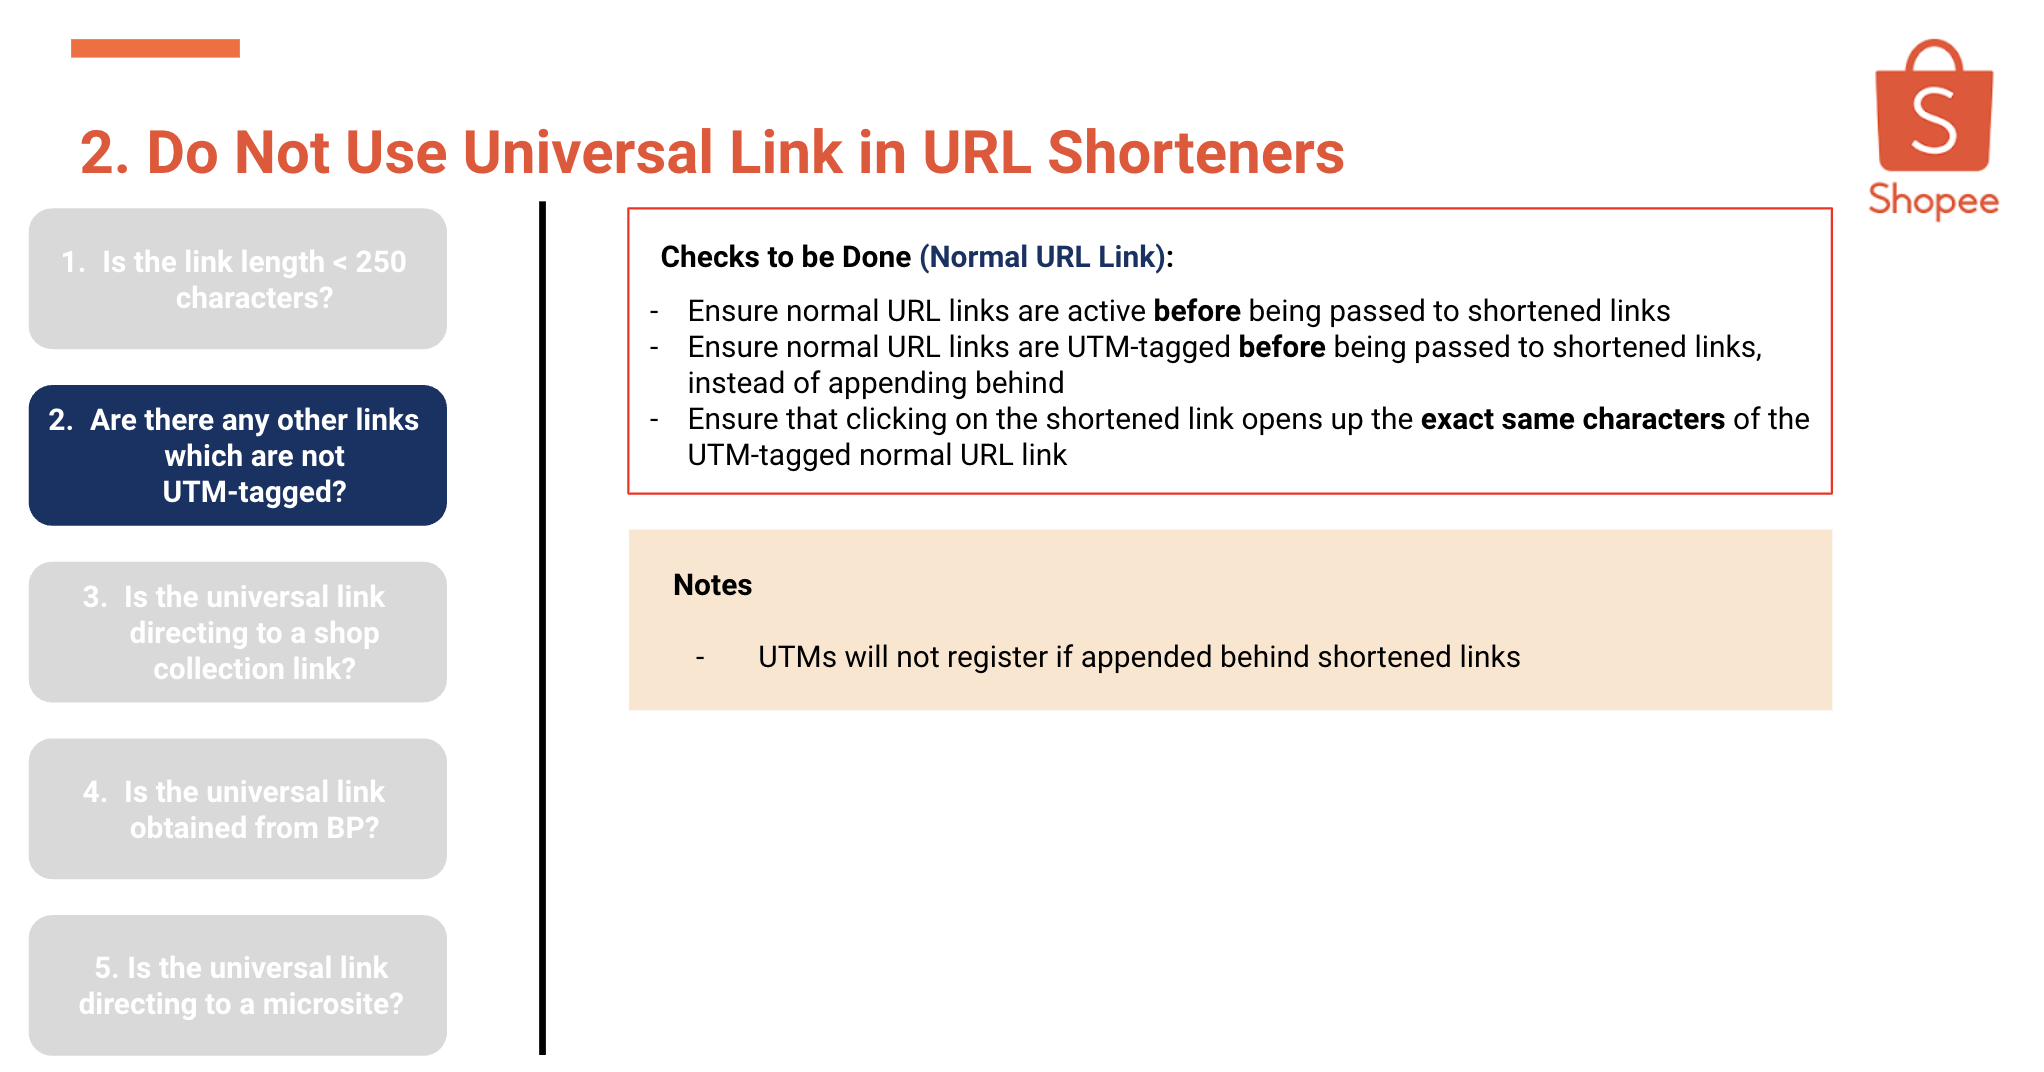 2. Do Not Use Universal Link in URL Shorteners
S
Shopee
1. Is the link length < 250
characters?
2. Are there any other links
which are not
UTM-tagged?
3. Is the universal link
directing to a shop
collection link?
4. Is the universal link
obtained from BP?
5. Is the universal link
directing to a microsite?
Checks to be Done (Normal URL Link):
- Ensure normal URL links are active before being passed to shortened links
- Ensure normal URL links are UTM-tagged before being passed to shortened links,
instead of appending behind
- Ensure that clicking on the shortened link opens up the exact same characters of the
UTM-tagged normal URL link
Notes
- UTMs will not register if appended behind shortened links